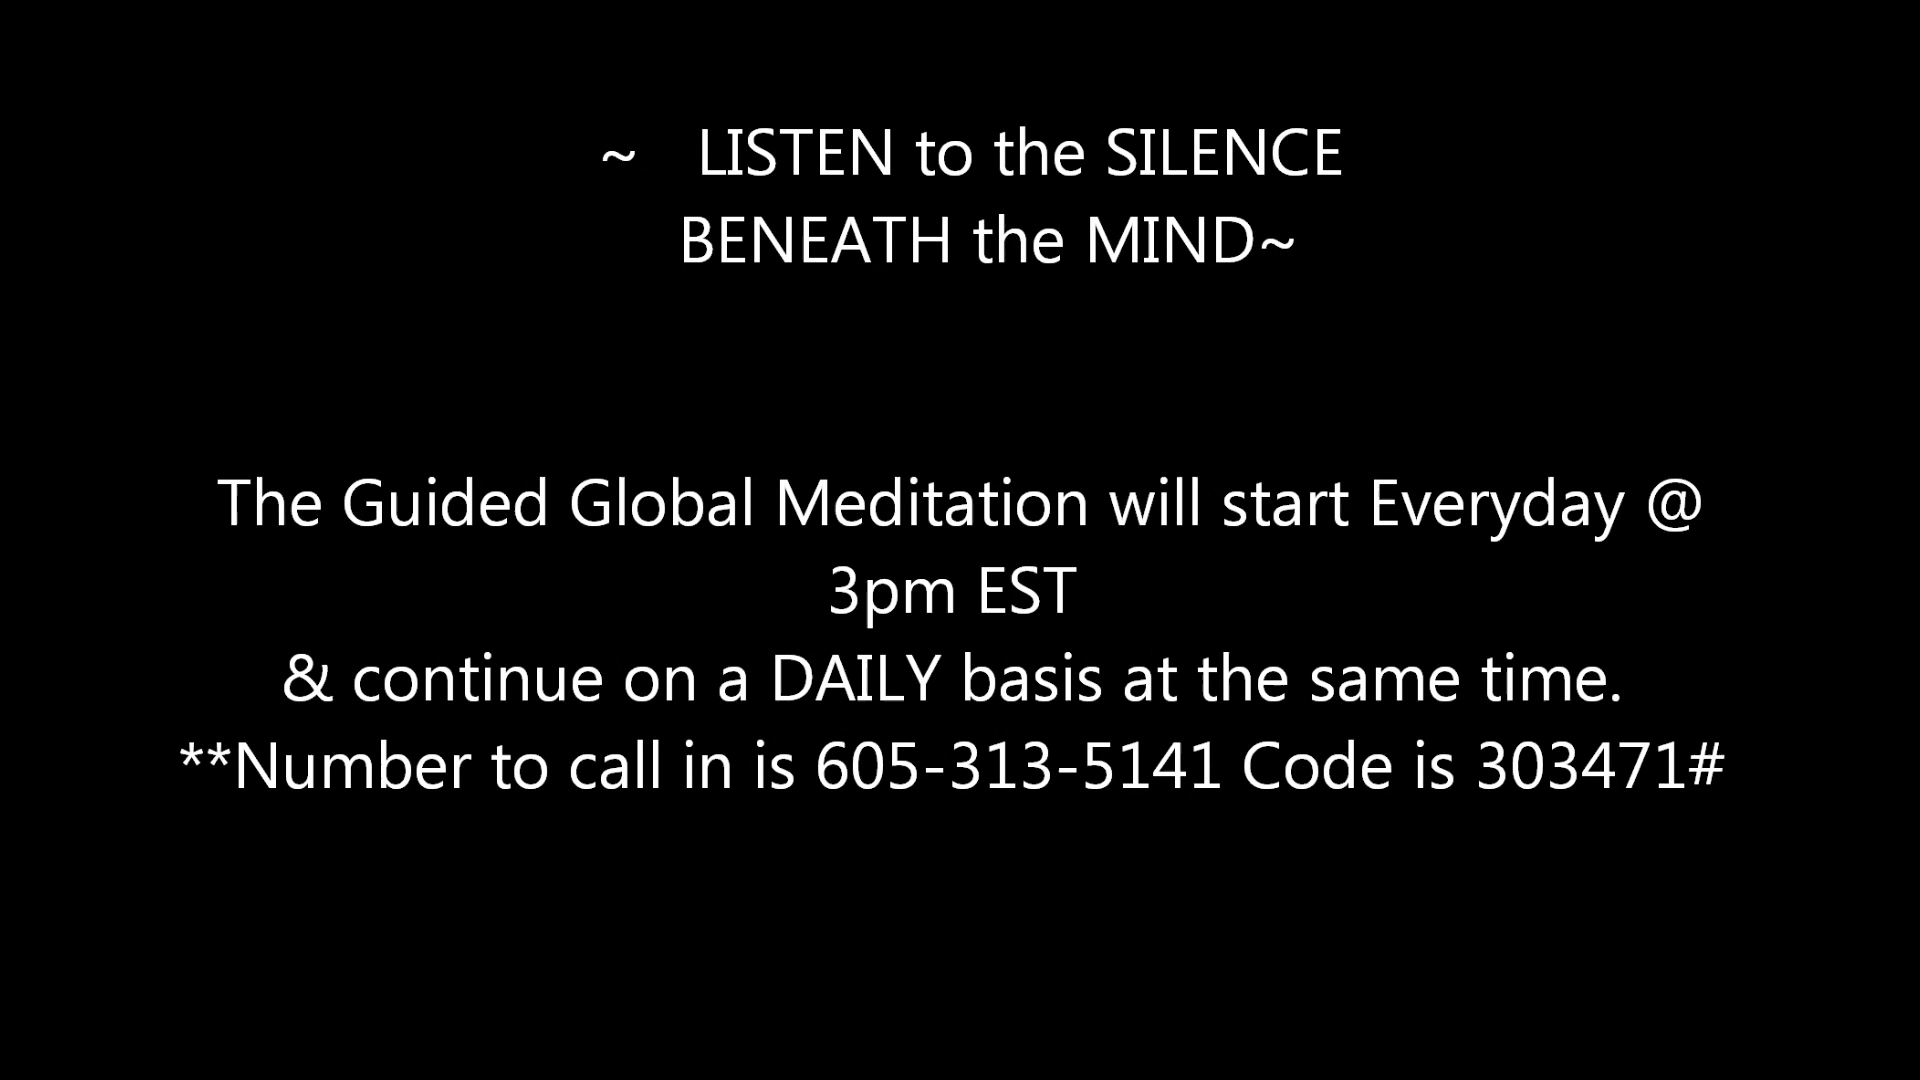 ~   LISTEN to the SILENCE
BENEATH the MIND~
The Guided Global Meditation will start Everyday @
3pm EST
& continue on a DAILY basis at the same time.
**Number to call in is 605-313-5141 Code is 303471#